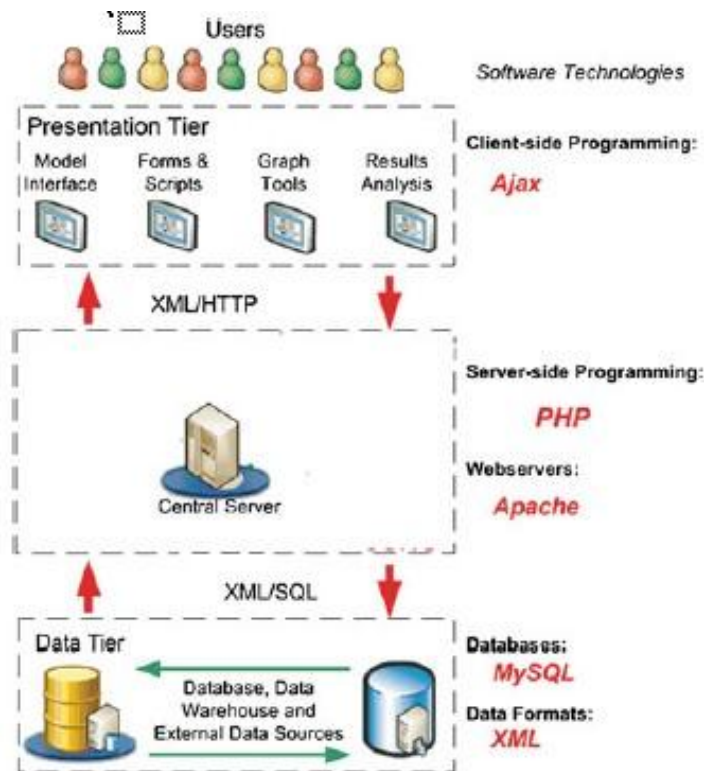 Users
Software Technologies
Presentation Tier
Model Interface
Forms & Scripts
Graph Tools
Results Analysis
Client-side Programming:
Ajax
XML/HTTP
Server-side Programming:
PHP
Central Server
Webservers:
Apache
XML/SQL
Data Tier
Database, Data
Warehouse and
External Data Sources
Databases:
MySQL
Data Formats:
XML